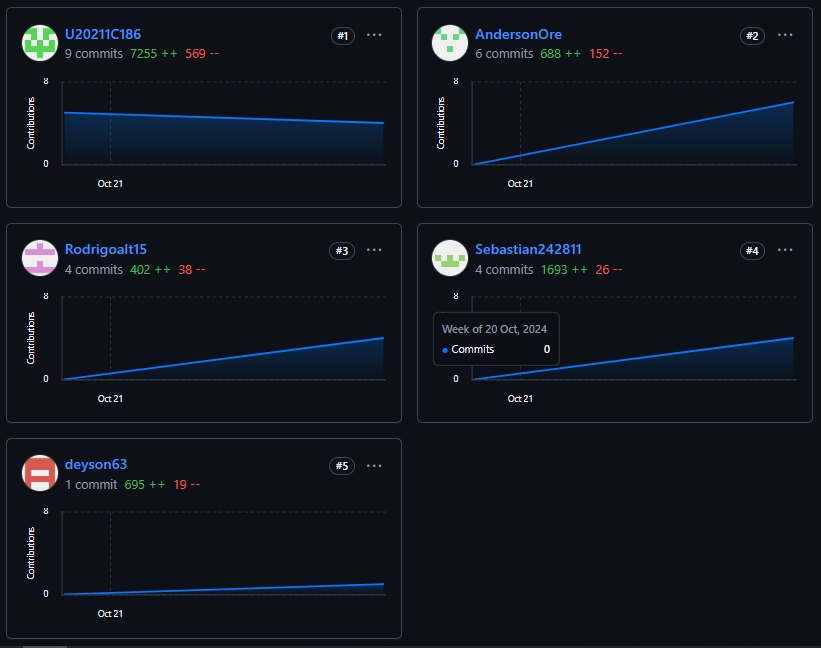 U20211C186
#1
9 commits 7255 ++ 569 --
8
Contributions
0
Oct 21
AndersonOre
#2
6 commits 688 ++ 152 --
8
Contributions
0
Oct 21
Rodrigoalt15
#3
4 commits 402 ++ 38 --
8
Contributions
0
Oct 21
Sebastian242811
#4
4 commits 1693 ++ 26 --
8
Week of 20 Oct, 2024
Commits 0
0
Oct 21
deyson63
#5
1 commit 695 ++ 19 --
8
Contributions
0
Oct 21